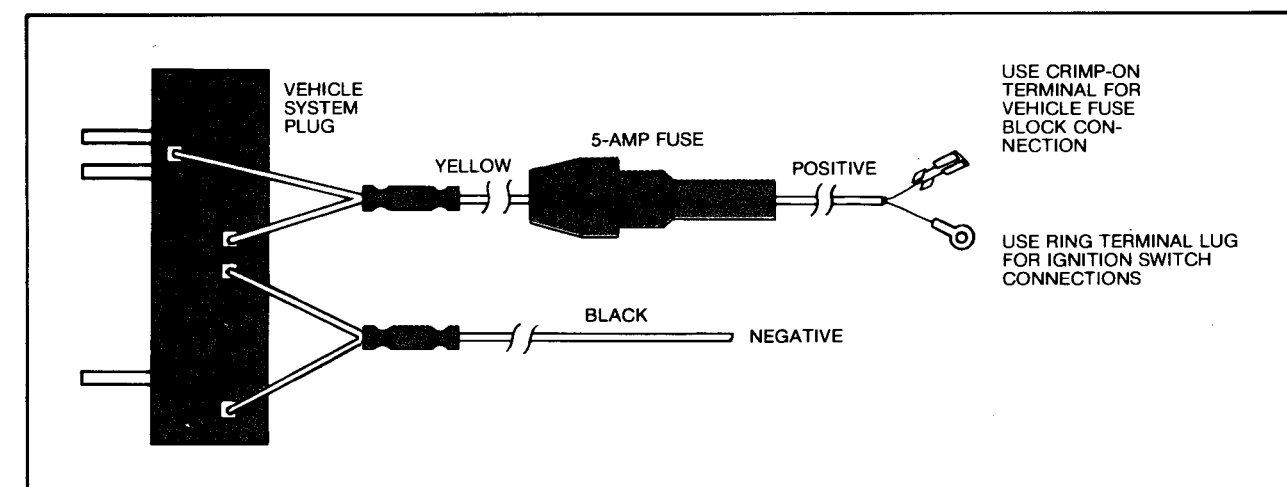 VEHICLE
SYSTEM
PLUG
YELLOW
5-AMP FUSE
POSITIVE
USE CRIMP-ON
TERMINAL FOR
VEHICLE FUSE
BLOCK CON-
NECTION
USE RING TERMINAL LUG
FOR IGNITION SWITCH
CONNECTIONS
BLACK
NEGATIVE